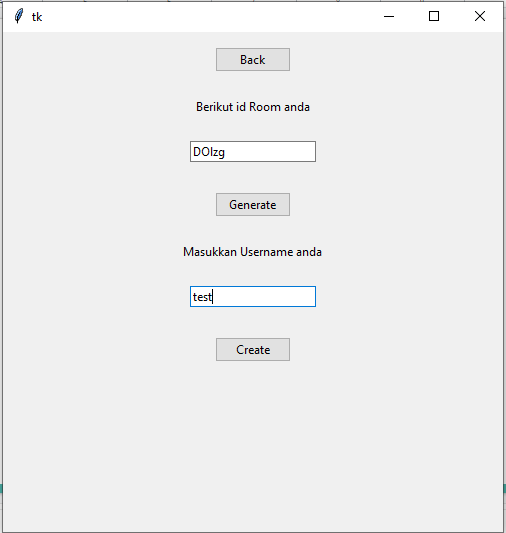 tk
Back
Berikut id Room anda
DOlzg
Generate
Masukkan Username anda
test
Create